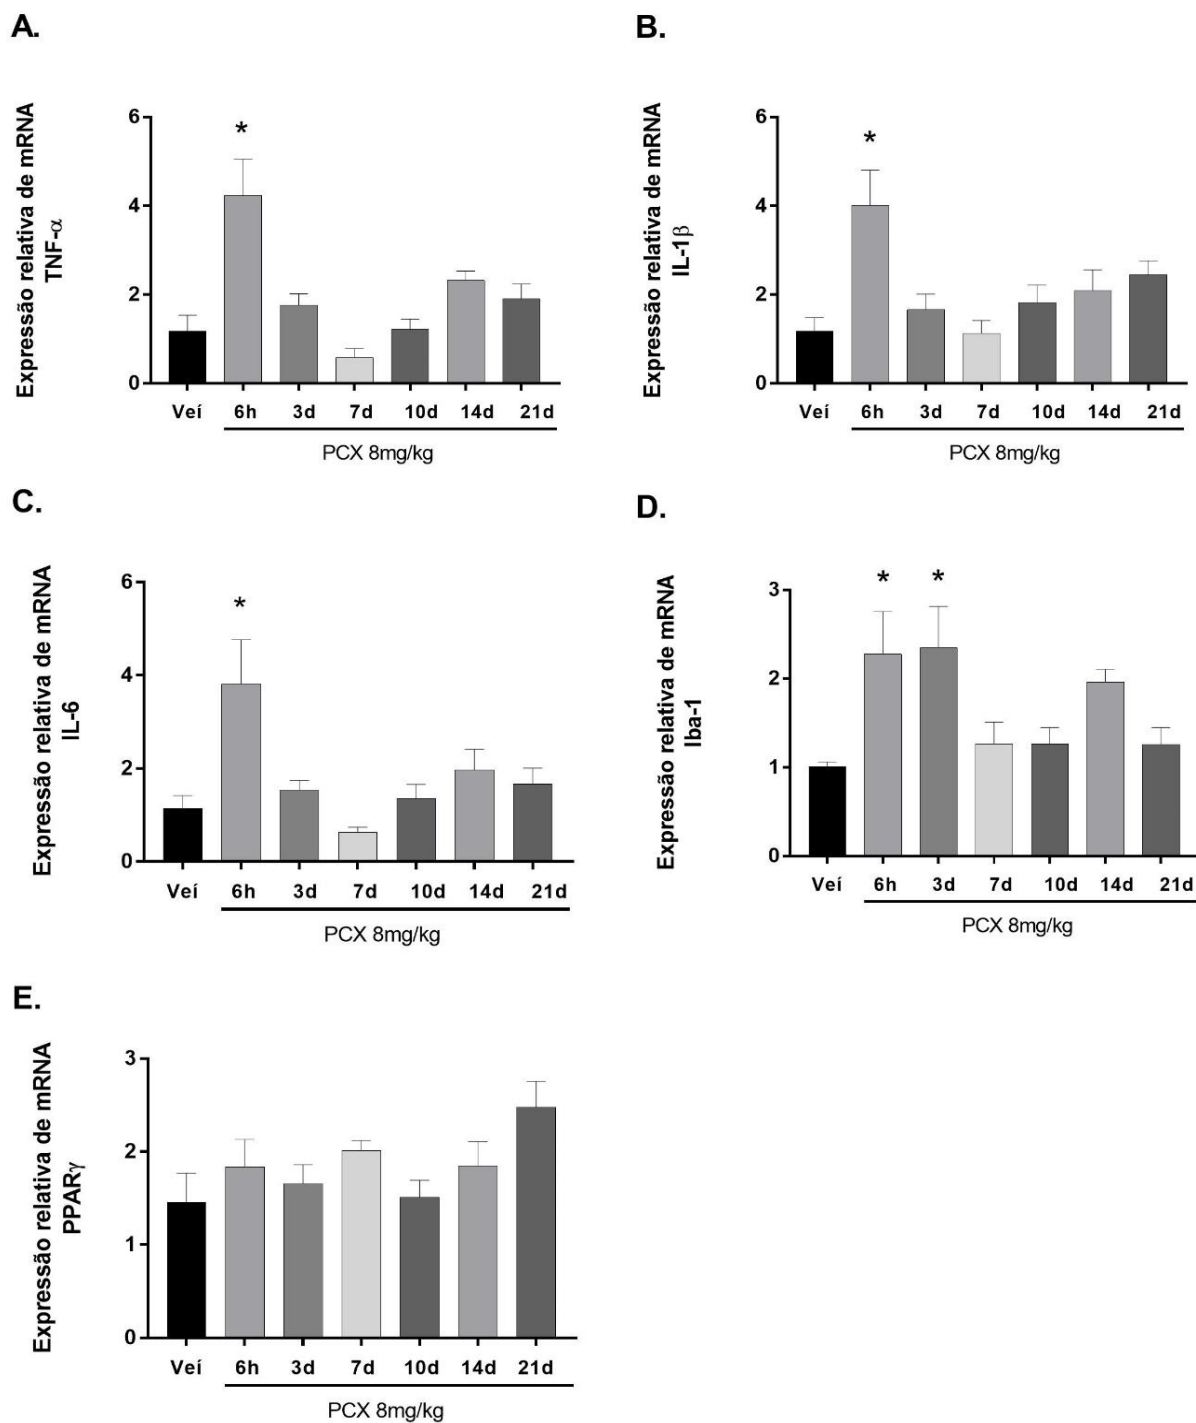 A.
Expressão relativa de mRNA
TNF-α
6
4
2
0
*
Veí 6h 3d 7d 10d 14d 21d
PCX 8mg/kg
B.
Expressão relativa de mRNA
IL-1β
6
4
2
0
*
Veí 6h 3d 7d 10d 14d 21d
PCX 8mg/kg
C.
Expressão relativa de mRNA
IL-6
6
4
2
0
*
Veí 6h 3d 7d 10d 14d 21d
PCX 8mg/kg
D.
Expressão relativa de mRNA
Iba-1
3
2
1
0
* *
Veí 6h 3d 7d 10d 14d 21d
PCX 8mg/kg
E.
Expressão relativa de mRNA
PPARγ
3
2
1
0
Veí 6h 3d 7d 10d 14d 21d
PCX 8mg/kg